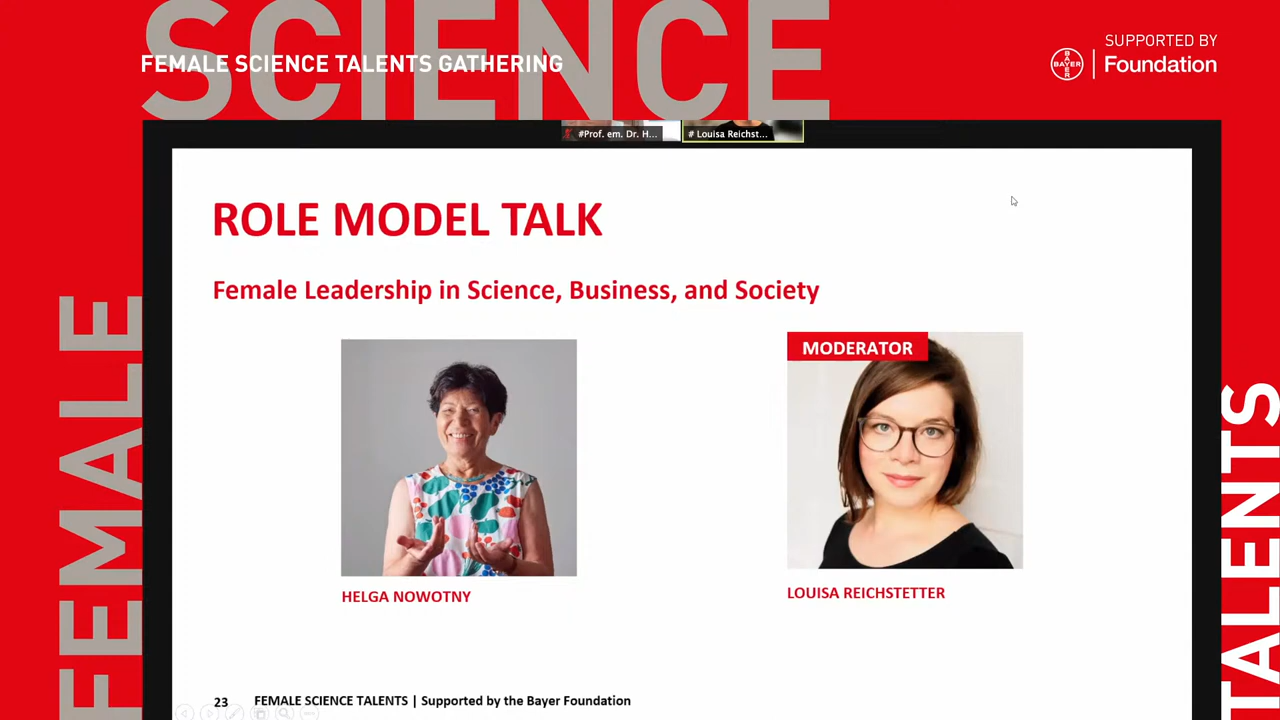 SCIENCE
FEMALE SCIENCE TALENTS GATHERING
SUPPORTED BY
BAYER
BAYER
Foundation
#Prof. em. Dr. H...
# Louisa Reichst...
ROLE MODEL TALK
Female Leadership in Science, Business, and Society
MODERATOR
HELGA NOWOTNY
LOUISA REICHSTETTER
23 FEMALE SCIENCE TALENTS | Supported by the Bayer Foundation
FEMALE
TALENTS